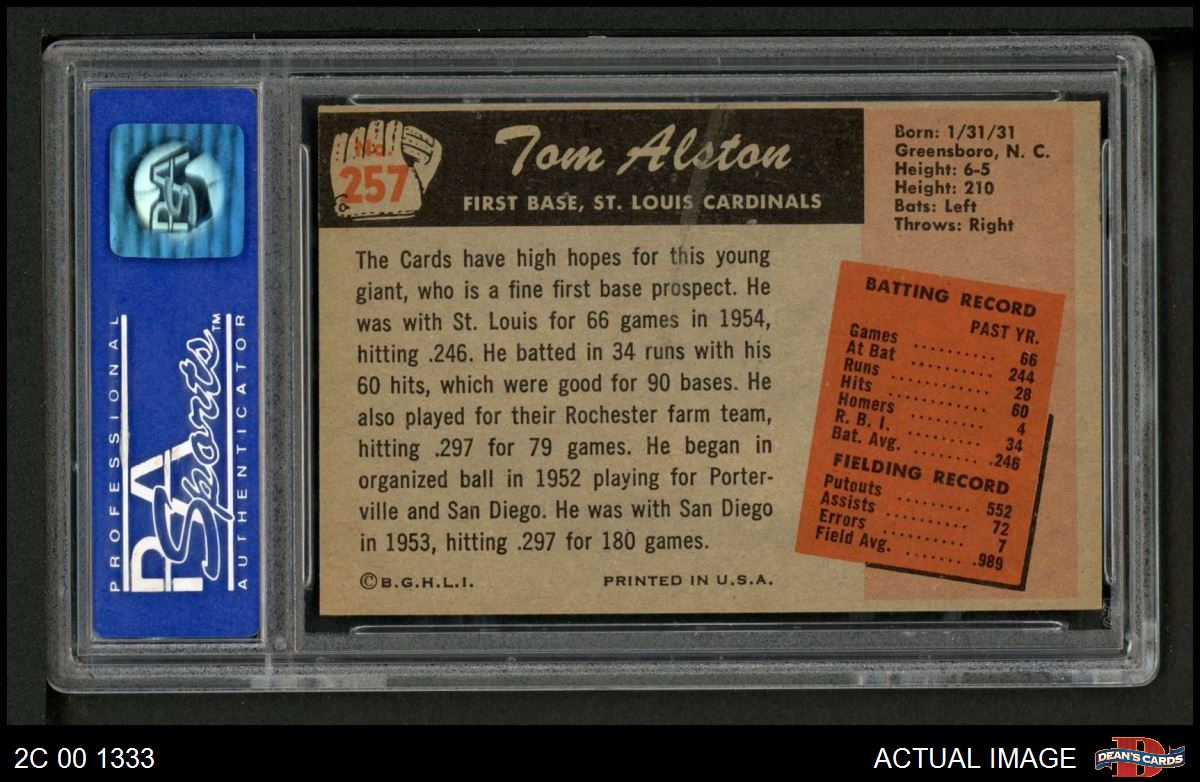 PROFESSIONAL
PSA Sports™
AUTHENTICATOR
PSA
No. 257
Tom Alston
FIRST BASE, ST. LOUIS CARDINALS
Born: 1/31/31
Greensboro, N. C.
Height: 6-5
Height: 210
Bats: Left
Throws: Right
The Cards have high hopes for this young
giant, who is a fine first base prospect. He
was with St. Louis for 66 games in 1954,
hitting .246. He batted in 34 runs with his
60 hits, which were good for 90 bases. He
also played for their Rochester farm team,
hitting .297 for 79 games. He began in
organized ball in 1952 playing for Porter-
ville and San Diego. He was with San Diego
in 1953, hitting .297 for 180 games.
©B.G.H.L.I. PRINTED IN U.S.A.
BATTING RECORD
PAST YR.
Games .......... 66
At Bat .......... 244
Runs .......... 28
Hits .......... 60
Homers .......... 4
R. B. I. .......... 34
Bat. Avg. .......... .246
FIELDING RECORD
Putouts .......... 552
Assists .......... 72
Errors .......... 7
Field Avg. ....... .989
2C 00 1333
ACTUAL IMAGE
D
DEAN'S CARDS